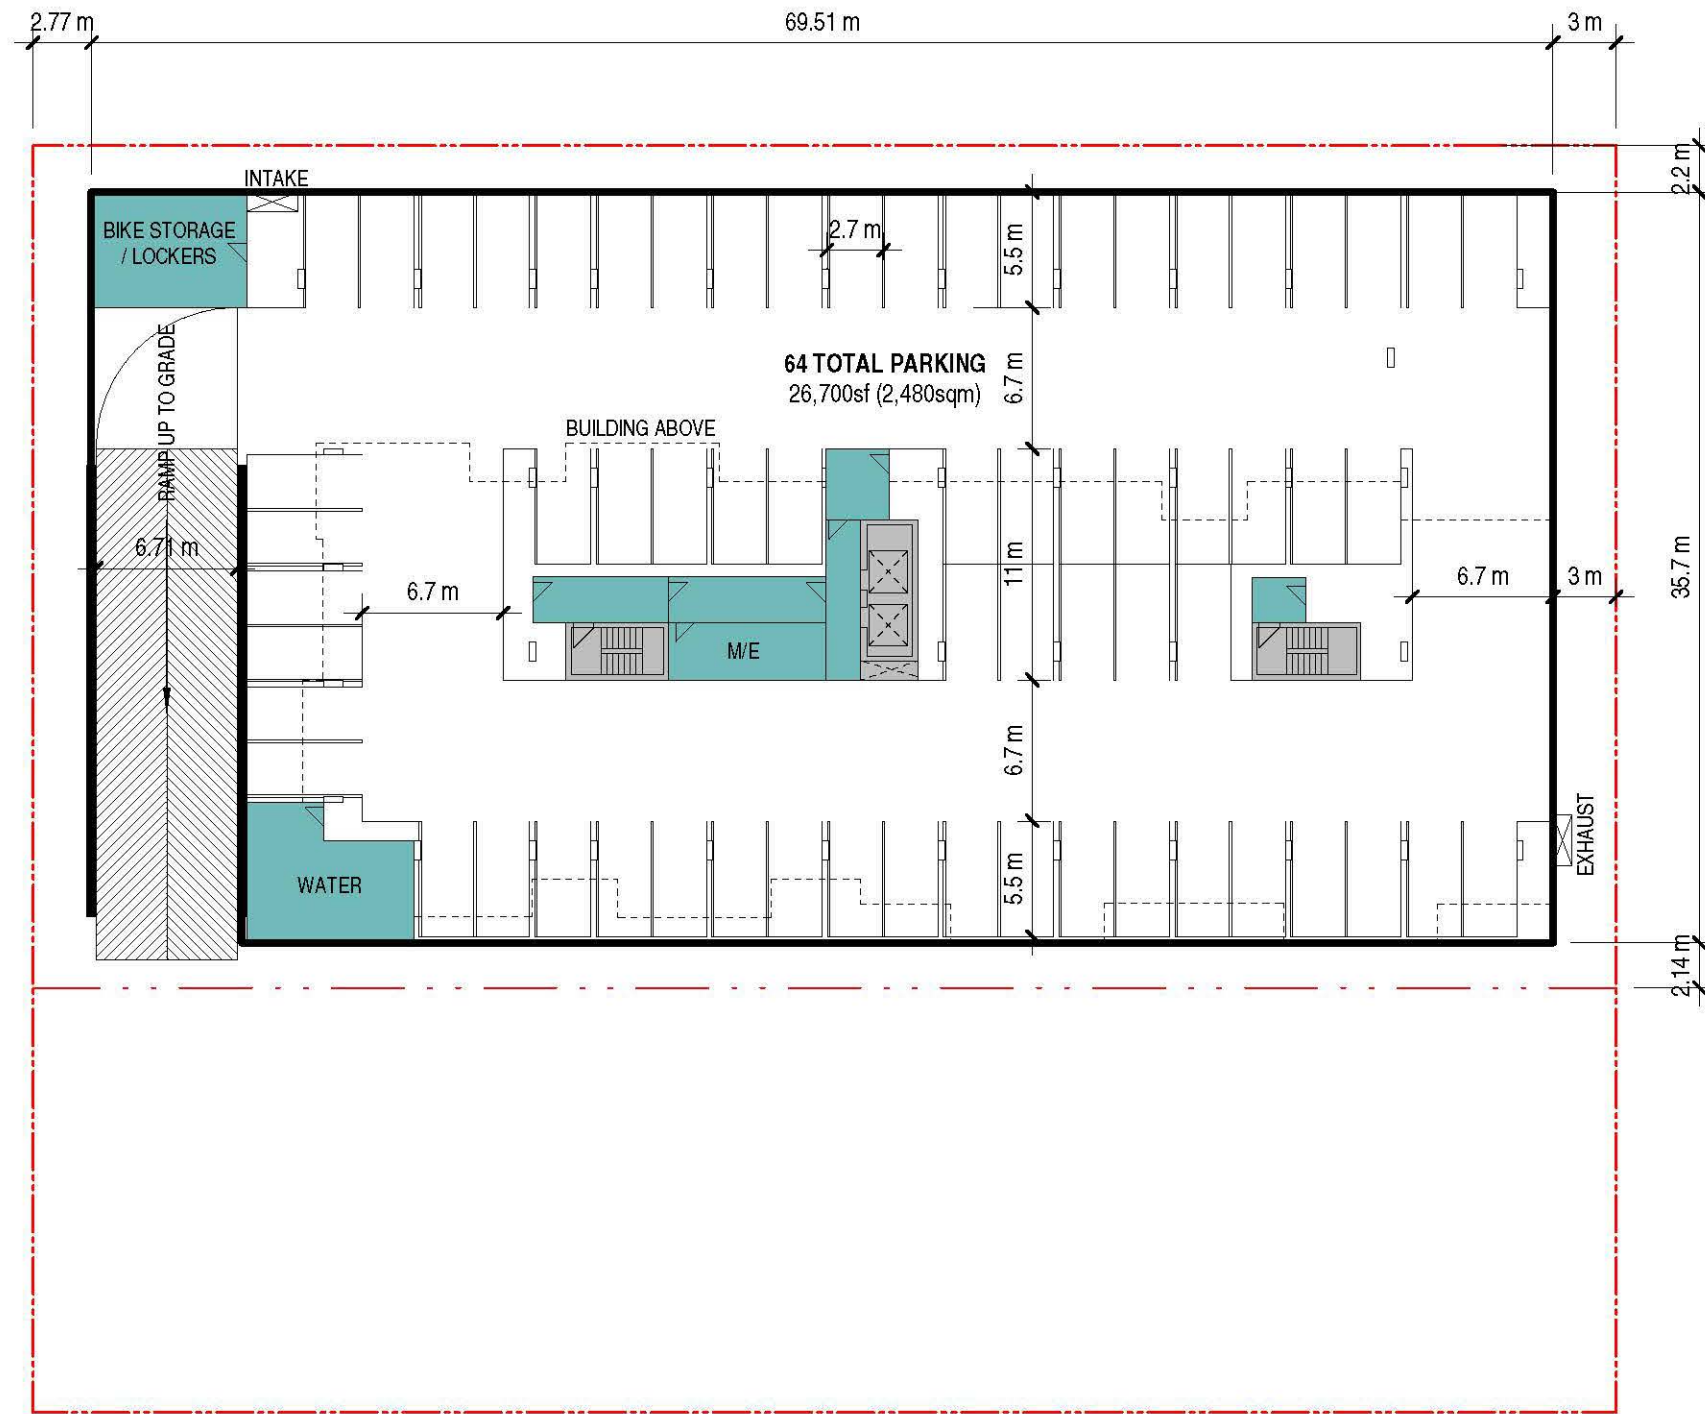 2.77 m
69.51 m
3 m
2.2 m
INTAKE
BIKE STORAGE
/ LOCKERS
2.7 m
5.5 m
RAMP UP TO GRADE
64 TOTAL PARKING
26,700sf (2,480sqm)
6.7 m
BUILDING ABOVE
6.71 m
6.7 m
11 m
6.7 m
3 m
35.7 m
M/E
6.7 m
EXHAUST
WATER
5.5 m
2.14 m